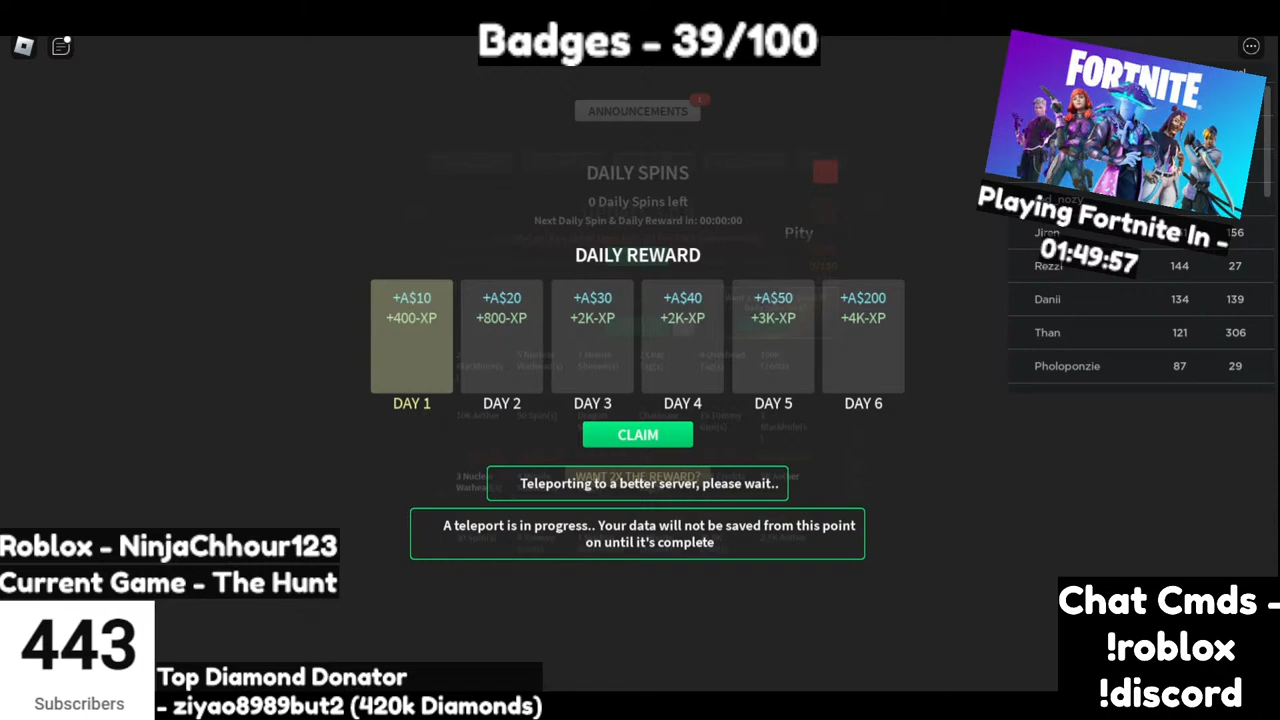 Badges - 39/100
ANNOUNCEMENTS
1
FORTNITE
Playing Fortnite In -
01:49:57
DAILY SPINS
0 Daily Spins left
Next Daily Spin & Daily Reward in: 00:00:00
Pity
DAILY REWARD
+A$10 +A$20 +A$30 +A$40 +A$50 +A$200
+400-XP +800-XP +2K-XP +2K-XP +3K-XP +4K-XP
DAY 1 DAY 2 DAY 3 DAY 4 DAY 5 DAY 6
CLAIM
WANT 2X THE REWARD?
Teleporting to a better server, please wait..
A teleport is in progress.. Your data will not be saved from this point
on until it's complete
Jiren 156
Rezzi 144 27
Danii 134 139
Than 121 306
Pholoponzie 87 29
Roblox - NinjaChhour123
Current Game - The Hunt
443
Subscribers
Top Diamond Donator
- ziyao8989but2 (420k Diamonds)
Chat Cmds -
!roblox
!discord